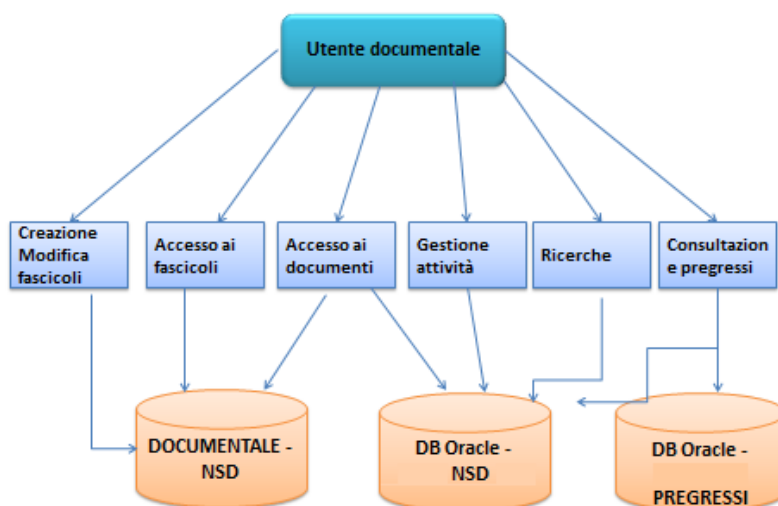 Utente documentale
Creazione
Modifica
fascicoli
Accesso ai
fascicoli
Accesso ai
documenti
Gestione
attività
Ricerche
Consultazion
e pregressi
DOCUMENTALE -
NSD
DB Oracle -
NSD
DB Oracle -
PREGRESSI